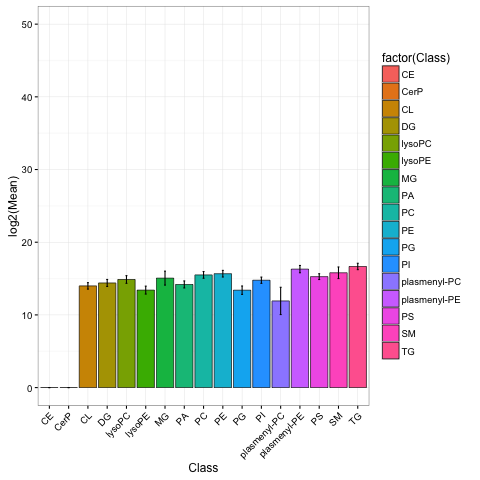 50
40
30
20
10
0
log2(Mean)
CE
CerP
CL
DG
lysoPC
lysoPE
MG
PA
PC
PE
PG
PI
plasmenyl-PC
plasmenyl-PE
PS
SM
TG
Class
factor(Class)
CE
CerP
CL
DG
lysoPC
lysoPE
MG
PA
PC
PE
PG
PI
plasmenyl-PC
plasmenyl-PE
PS
SM
TG